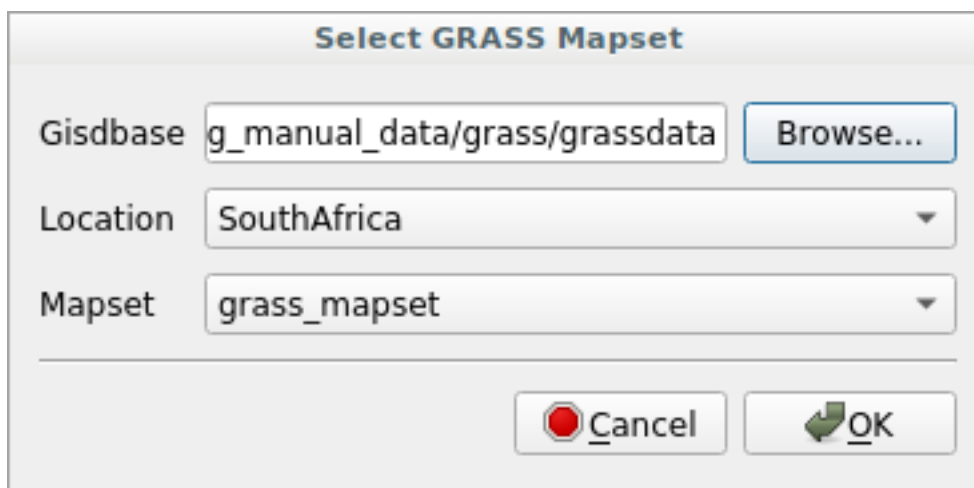 Select GRASS Mapset
Gisdbase g_manual_data/grass/grassdata Browse...
Location SouthAfrica
Mapset grass_mapset
Cancel OK